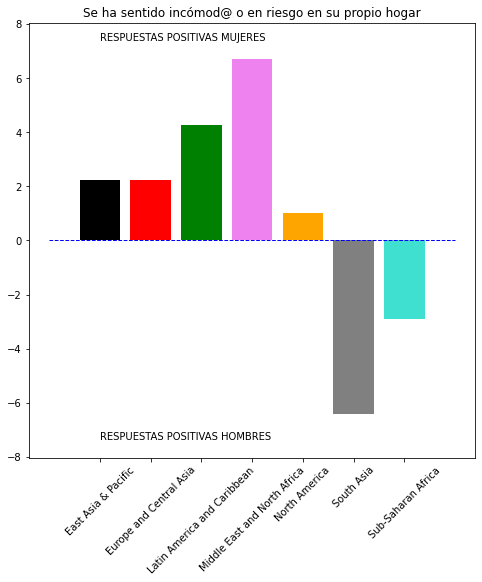 Se ha sentido incómod@ o en riesgo en su propio hogar
8
RESPUESTAS POSITIVAS MUJERES
6
4
2
0
−2
−4
−6
RESPUESTAS POSITIVAS HOMBRES
−8
East Asia & Pacific
Europe and Central Asia
Latin America and Caribbean
Middle East and North Africa
North America
South Asia
Sub-Saharan Africa